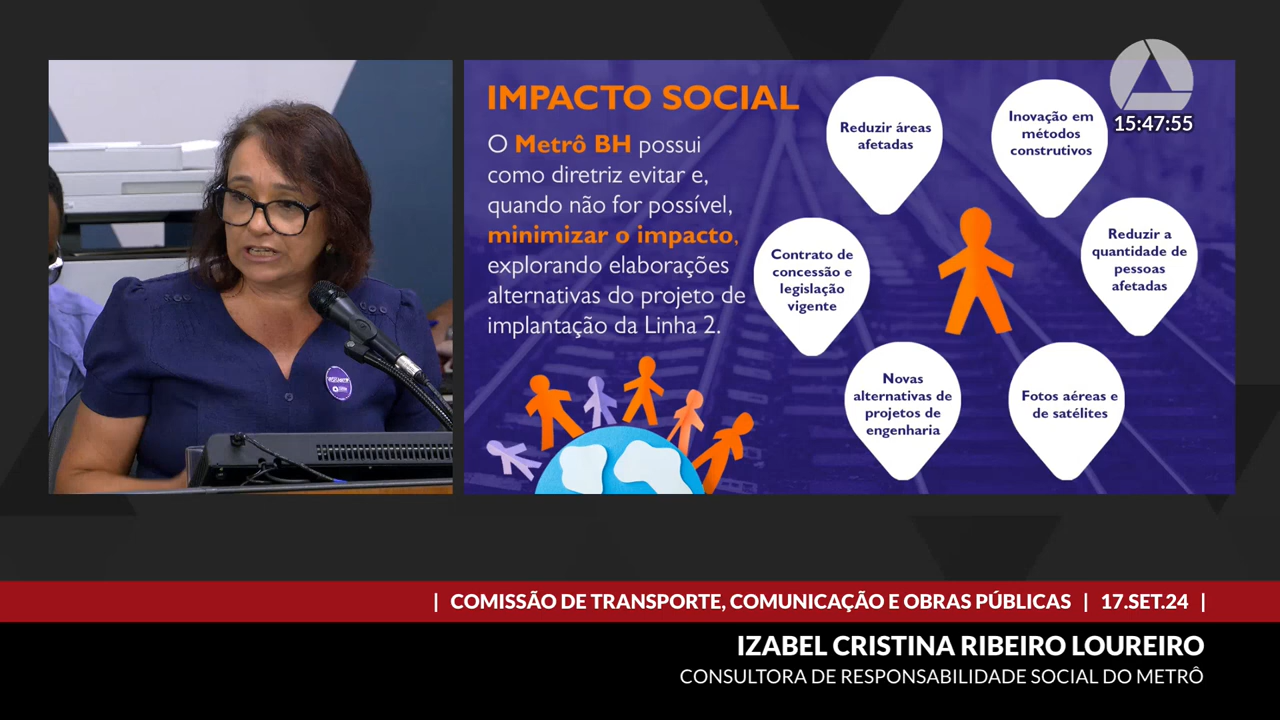 IMPACTO SOCIAL
O Metrô BH possui
como diretriz evitar e,
quando não for possível,
minimizar o impacto,
explorando elaborações
alternativas do projeto de
implantação da Linha 2.
Reduzir áreas
afetadas
Inovação em
métodos
construtivos
15:47:55
Contrato de
concessão e
legislação
vigente
Reduzir a
quantidade de
pessoas
afetadas
Novas
alternativas de
projetos de
engenharia
Fotos aéreas e
de satélites
| COMISSÃO DE TRANSPORTE, COMUNICAÇÃO E OBRAS PÚBLICAS | 17.SET.24 |
IZABEL CRISTINA RIBEIRO LOUREIRO
CONSULTORA DE RESPONSABILIDADE SOCIAL DO METRÔ